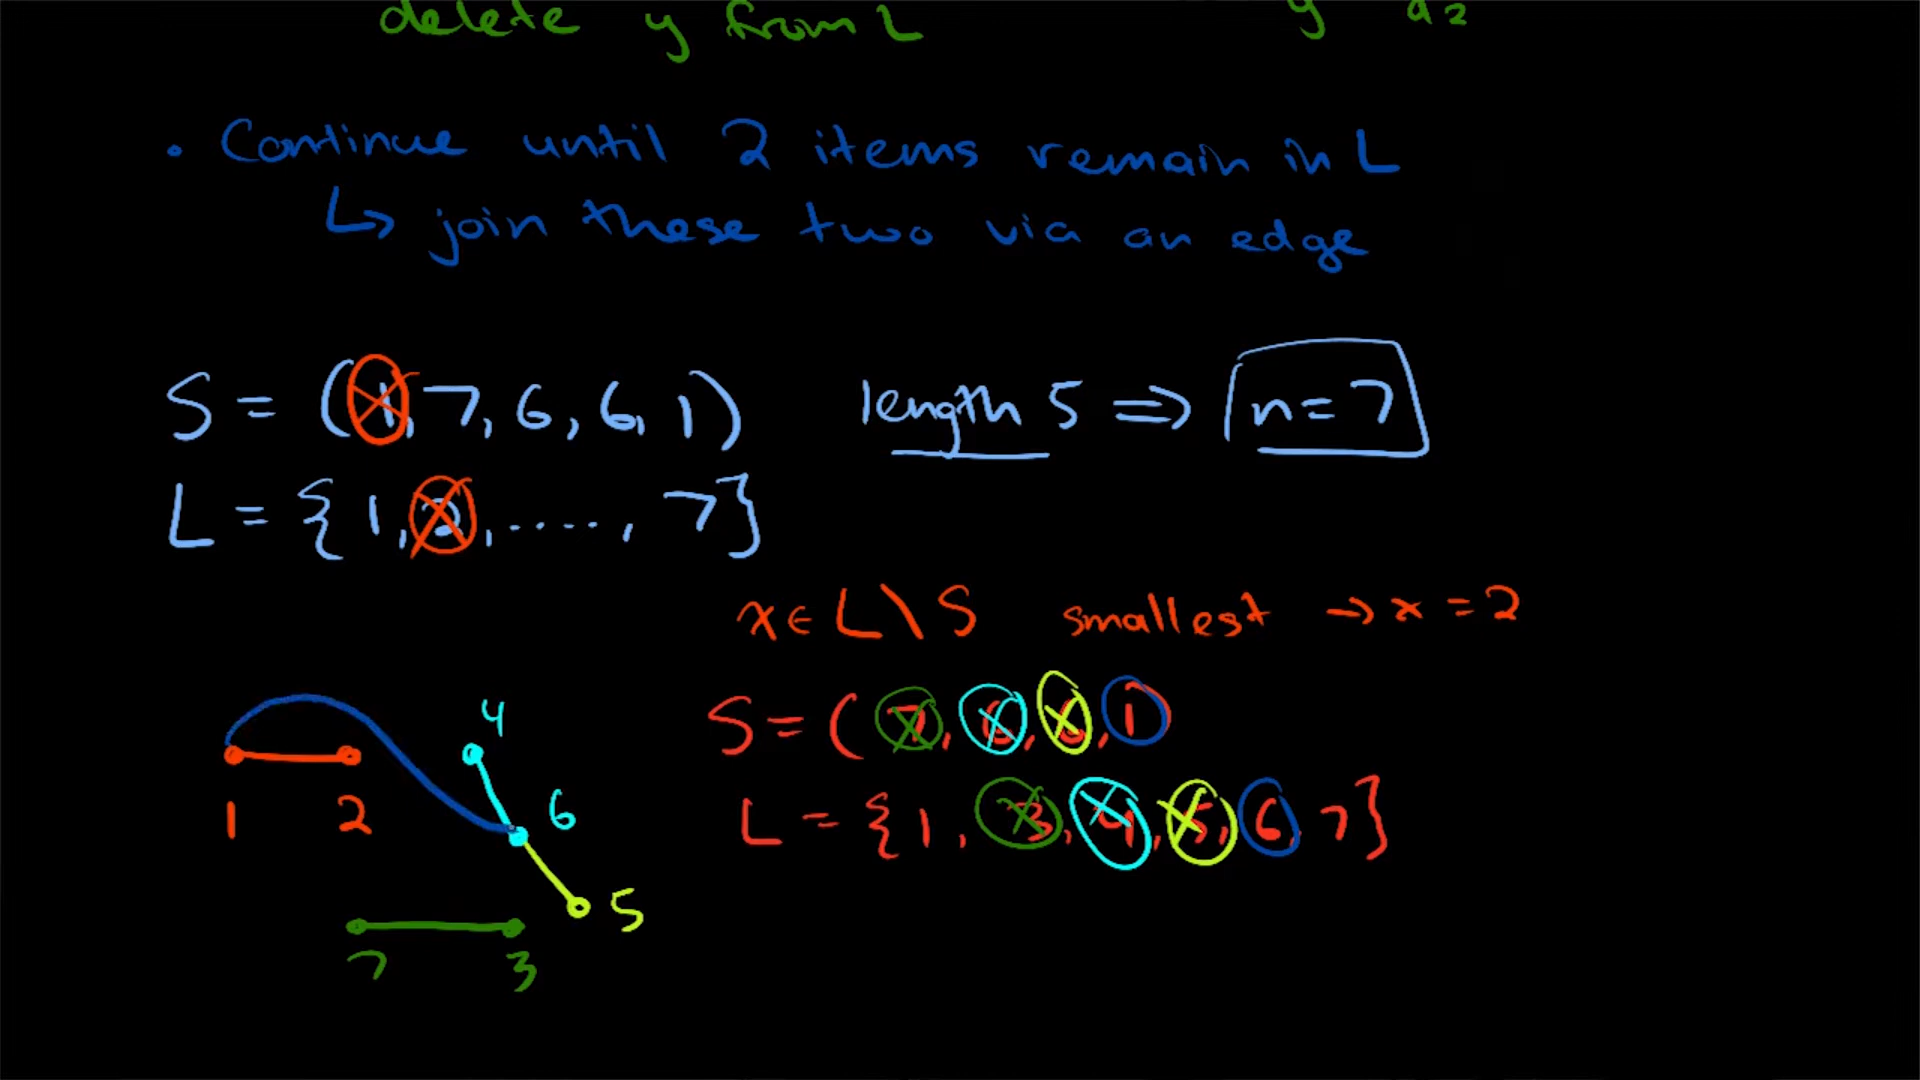 delete y from L y a2
• Continue until 2 items remain in L
↳ join these two via an edge
S = (1, 7, 6, 6, 1) length 5 ⇒ n=7
L = {1, 2, ....., 7}
x ∈ L \ S smallest → x = 2
S = (7, 6, 6, 1)
L = {1, 3, 4, 5, 6, 7}
4
6
1 2
5
7 3